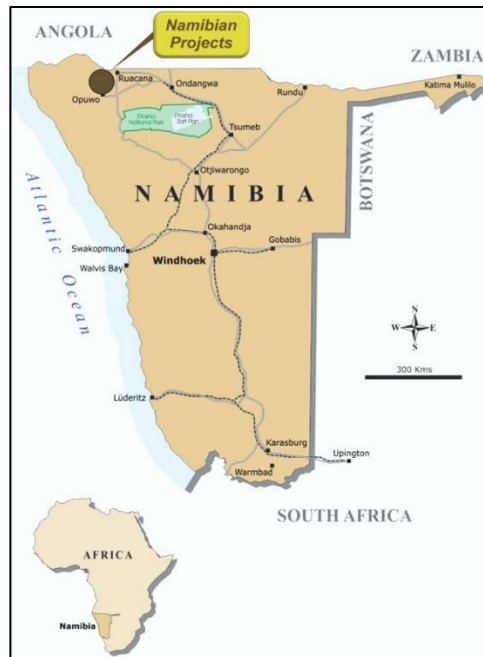 ANGOLA
Namibian
Projects
ZAMBIA
Ruacana
Ondangwa
Rundu
Katima Mulilo
Opuwo
Etosha
National Park
Etosha
Salt Pan
Tsumeb
BOTSWANA
Otjiwarongo
NAMIBIA
Atlantic Ocean
Okahandja
Swakopmund
Gobabis
Windhoek
Walvis Bay
N
W
E
S
300 Kms
Lüderitz
Karasburg
Upington
Warmbad
SOUTH AFRICA
AFRICA
Namibia